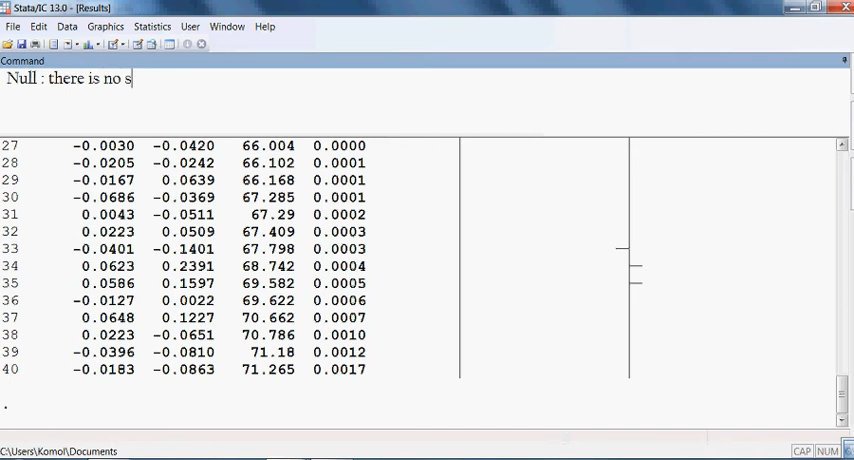 Stata/IC 13.0 - [Results]
File Edit Data Graphics Statistics User Window Help
Command
Null : there is no s
27 -0.0030 -0.0420 66.004 0.0000
28 -0.0205 -0.0242 66.102 0.0001
29 -0.0167 0.0639 66.168 0.0001
30 -0.0686 -0.0369 67.285 0.0001
31 0.0043 -0.0511 67.29 0.0002
32 0.0223 0.0509 67.409 0.0003
33 -0.0401 -0.1401 67.798 0.0003
34 0.0623 0.2391 68.742 0.0004
35 0.0586 0.1597 69.582 0.0005
36 -0.0127 0.0022 69.622 0.0006
37 0.0648 0.1227 70.662 0.0007
38 0.0223 -0.0651 70.786 0.0010
39 -0.0396 -0.0810 71.18 0.0012
40 -0.0183 -0.0863 71.265 0.0017
.
C:\Users\Komol\Documents CAP NUM